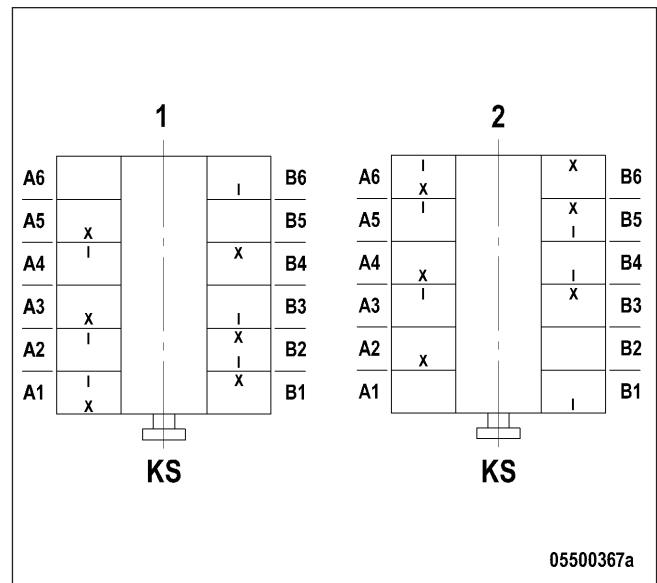 1 2
A6 I B6 A6 I X B6
X
A5 X B5 A5 I X B5
I
A4 I X B4 A4 X I B4
A3 X I B3 A3 I X B3
A2 I X B2 A2 X B2
I
A1 I X B1 A1 I B1
X
KS KS
05500367a